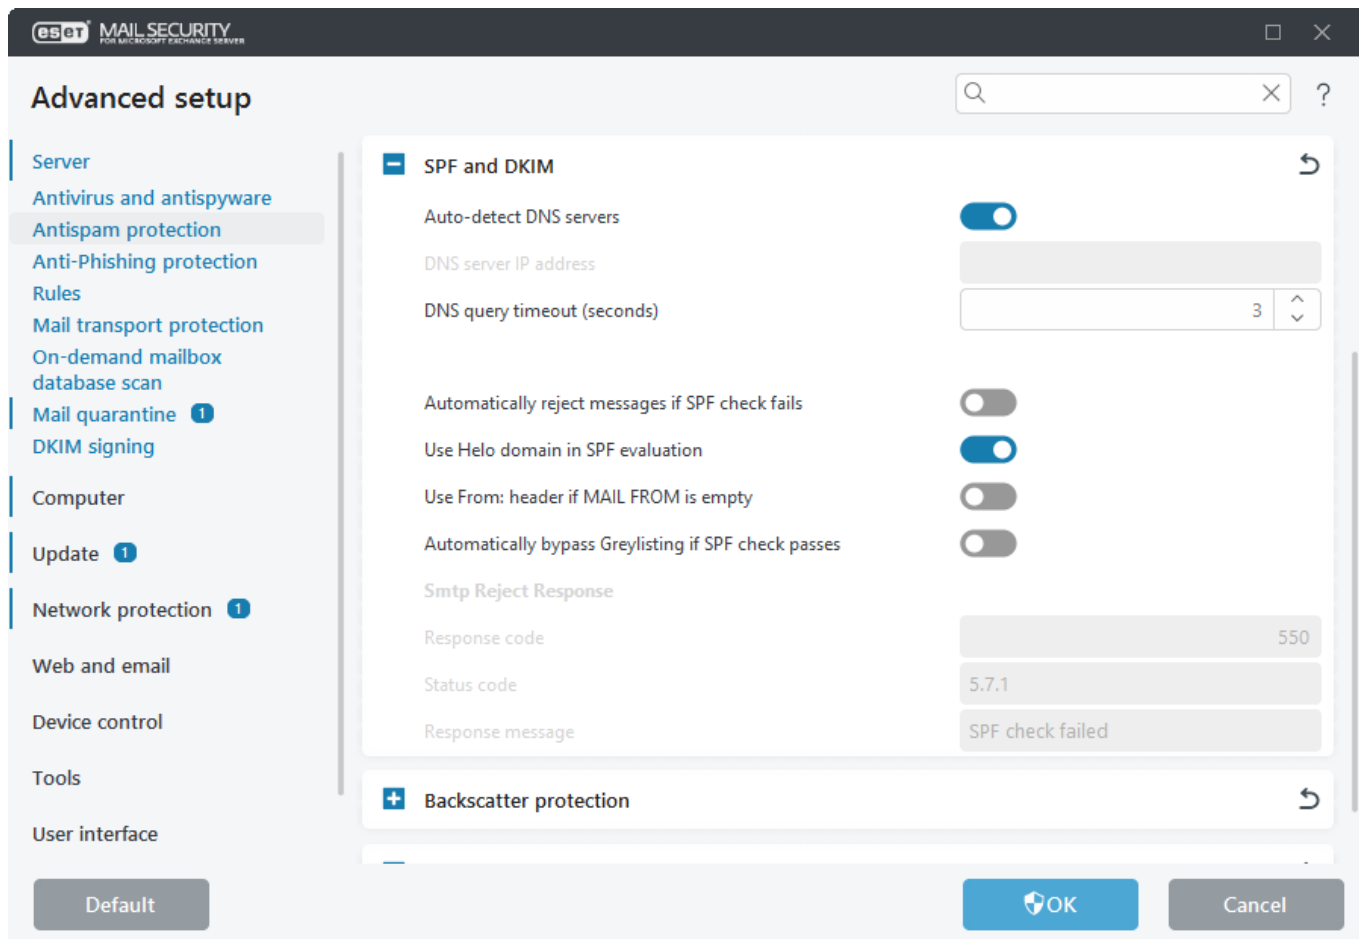 eset MAIL SECURITY
FOR MICROSOFT EXCHANGE SERVER
Advanced setup
?
Server
Antivirus and antispyware
Antispam protection
Anti-Phishing protection
Rules
Mail transport protection
On-demand mailbox
database scan
Mail quarantine 1
DKIM signing
Computer
Update 1
Network protection 1
Web and email
Device control
Tools
User interface
SPF and DKIM
Auto-detect DNS servers
DNS server IP address
DNS query timeout (seconds) 3
Automatically reject messages if SPF check fails
Use Helo domain in SPF evaluation
Use From: header if MAIL FROM is empty
Automatically bypass Greylisting if SPF check passes
Smtp Reject Response
Response code 550
Status code 5.7.1
Response message SPF check failed
Backscatter protection
Default
OK
Cancel